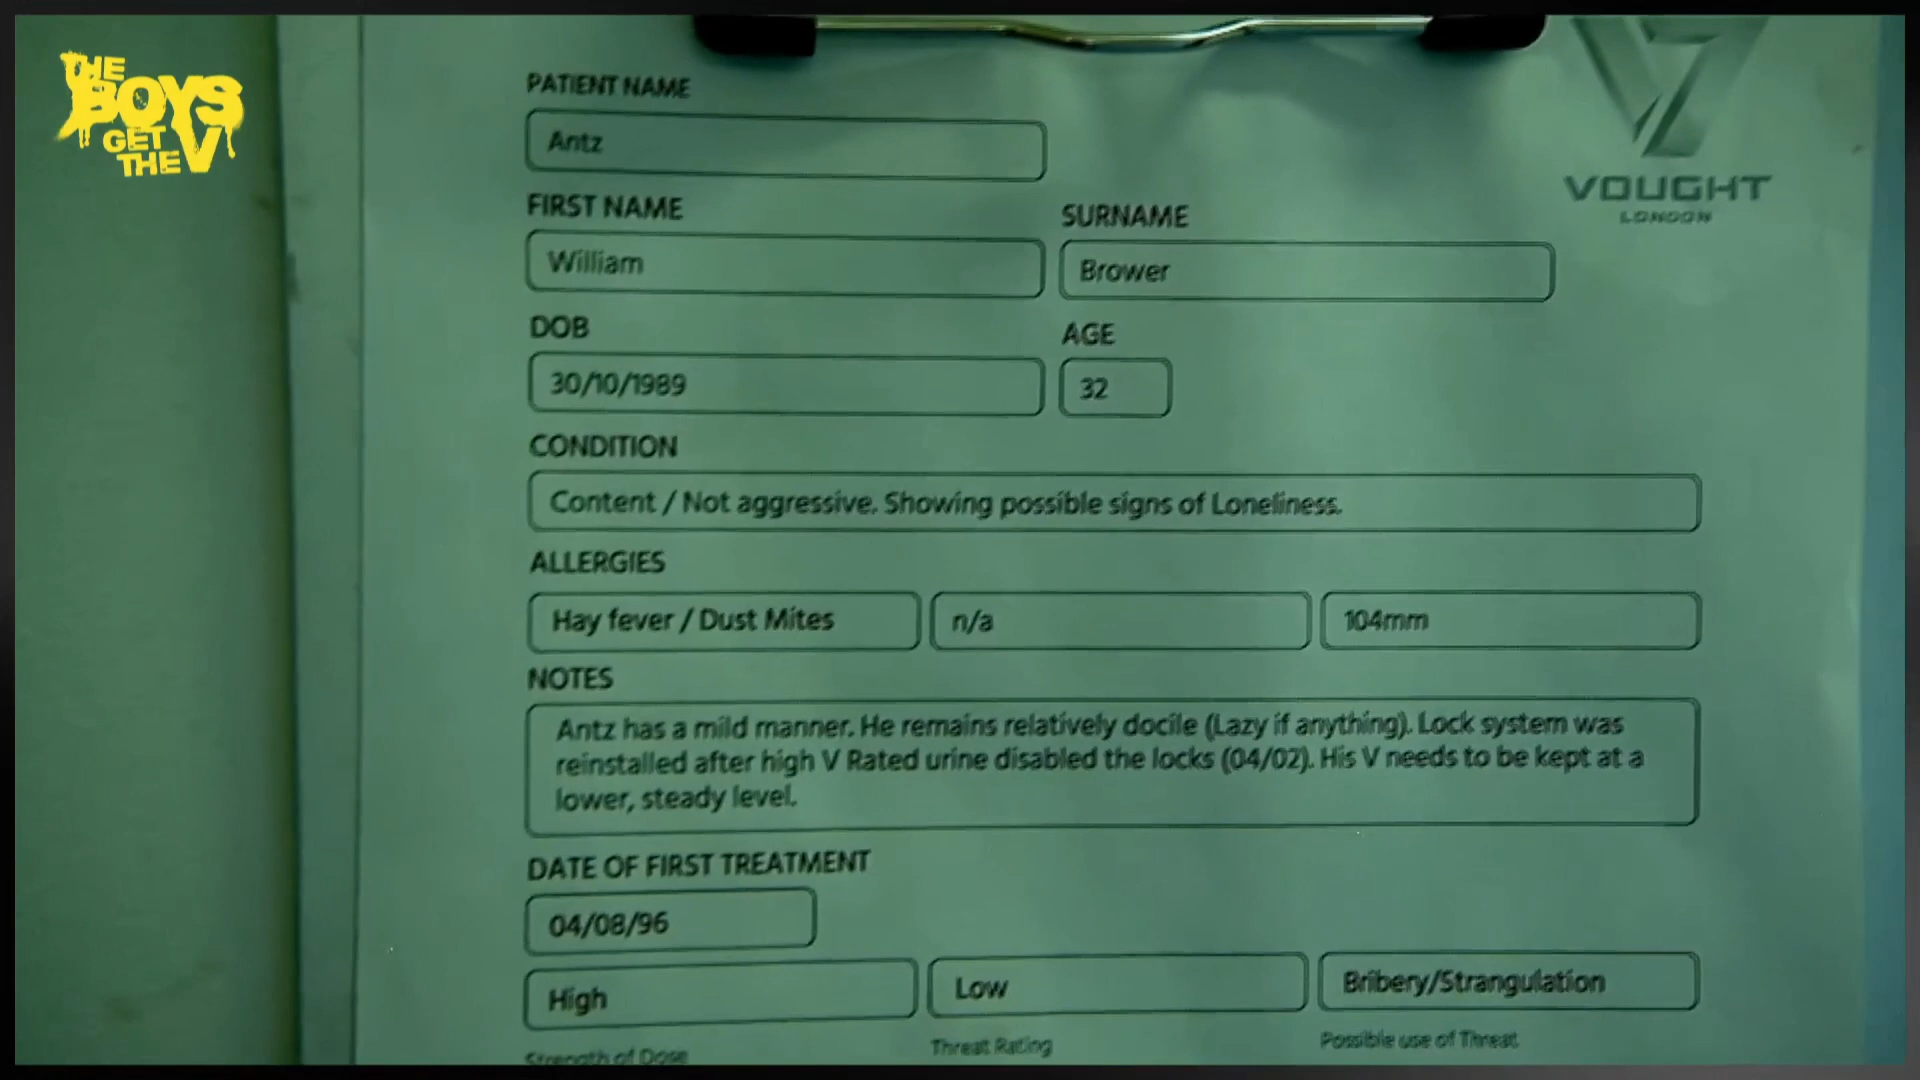 THE
BOYS
GET
THE V
PATIENT NAME
Antz
VOUGHT
LONDON
FIRST NAME
SURNAME
William
Brower
DOB
AGE
30/10/1989
32
CONDITION
Content / Not aggressive. Showing possible signs of Loneliness.
ALLERGIES
Hay fever / Dust Mites
n/a
104mm
NOTES
Antz has a mild manner. He remains relatively docile (Lazy if anything). Lock system was
reinstalled after high V Rated urine disabled the locks (04/02). His V needs to be kept at a
lower, steady level.
DATE OF FIRST TREATMENT
04/08/96
High
Low
Bribery/Strangulation
Strength of Dose
Threat Rating
Possible use of Threat